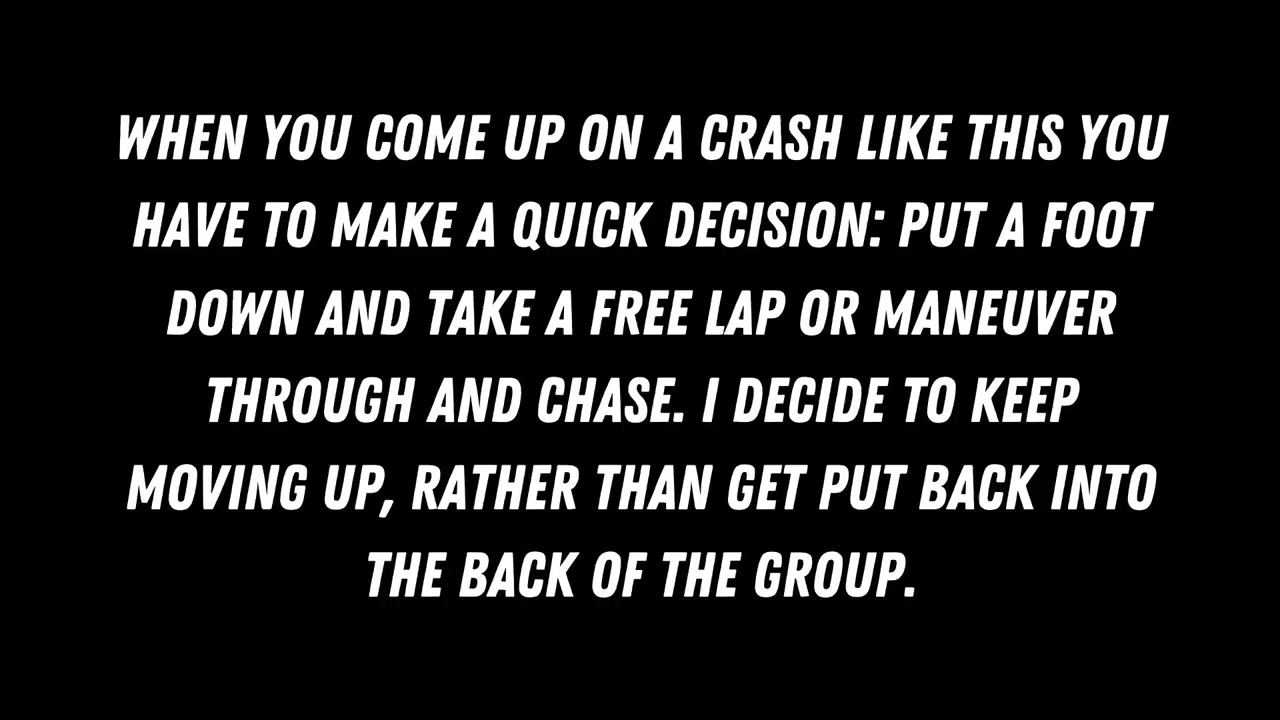 WHEN YOU COME UP ON A CRASH LIKE THIS YOU
HAVE TO MAKE A QUICK DECISION: PUT A FOOT
DOWN AND TAKE A FREE LAP OR MANEUVER
THROUGH AND CHASE. I DECIDE TO KEEP
MOVING UP, RATHER THAN GET PUT BACK INTO
THE BACK OF THE GROUP.